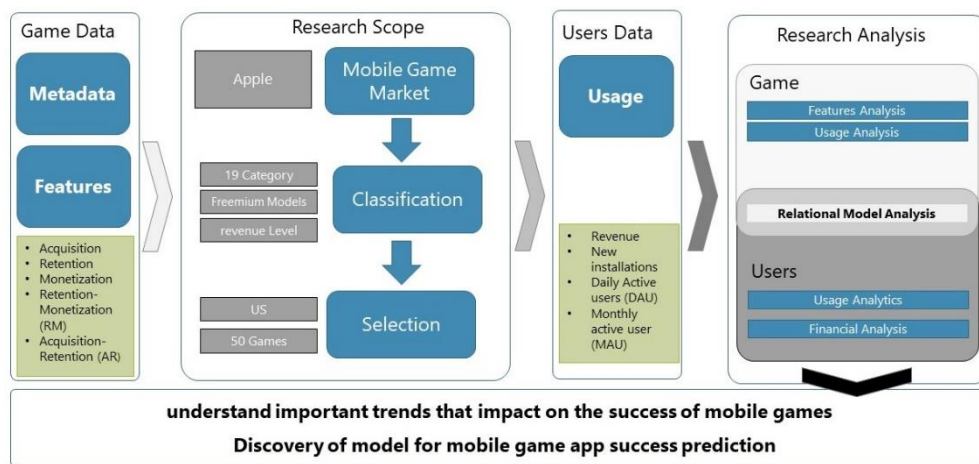 Game Data
Metadata
Features
• Acquisition
• Retention
• Monetization
• Retention-
Monetization
(RM)
• Acquisition-
Retention (AR)
Research Scope
Apple
Mobile Game
Market
19 Category
Freemium Models
revenue Level
Classification
US
50 Games
Selection
Users Data
Usage
• Revenue
• New
installations
• Daily Active
users (DAU)
• Monthly
active user
(MAU)
Research Analysis
Game
Features Analysis
Usage Analysis
Relational Model Analysis
Users
Usage Analytics
Financial Analysis
understand important trends that impact on the success of mobile games
Discovery of model for mobile game app success prediction